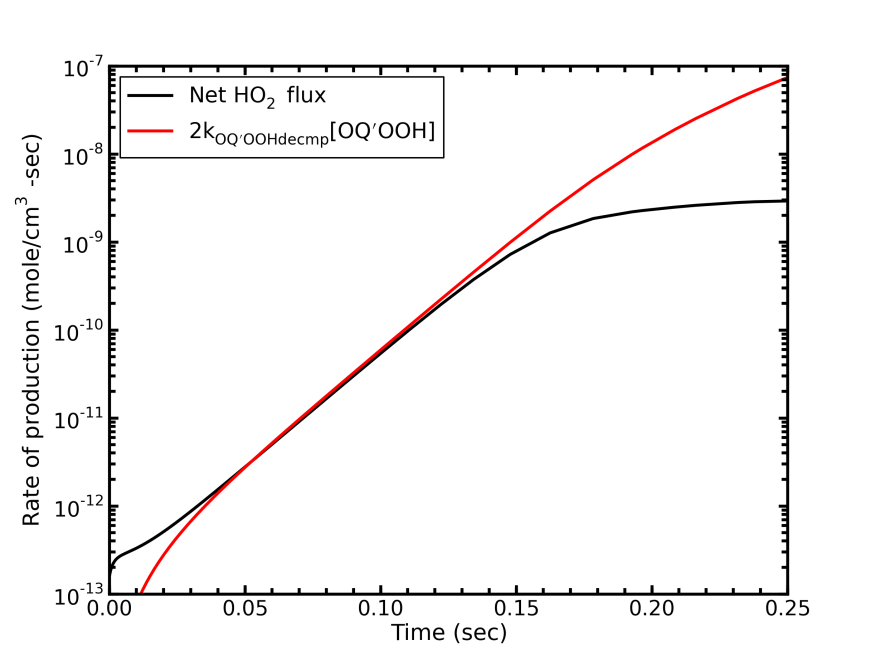 Net HO₂ flux
2k_OQ′OOHdecmp[OQ′OOH]
Rate of production (mole/cm³ -sec)
10⁻⁷
10⁻⁸
10⁻⁹
10⁻¹⁰
10⁻¹¹
10⁻¹²
10⁻¹³
0.00 0.05 0.10 0.15 0.20 0.25
Time (sec)